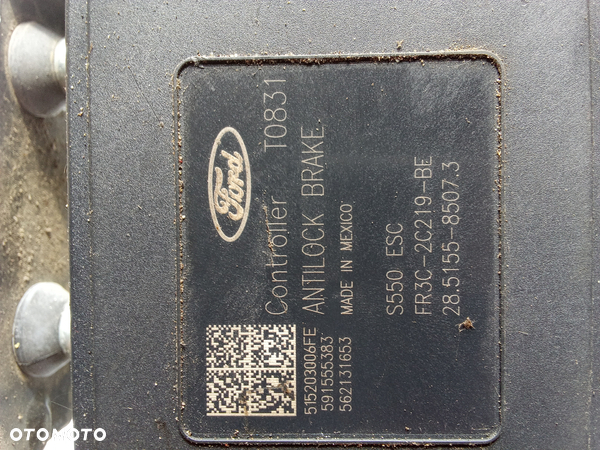 Ford
Controller T0831
ANTILOCK BRAKE
MADE IN MEXICO
S550 ESC
FR3C-2C219-BE
28.5155-8507.3
515203006FE
591555383
562131653
OTOMOTO